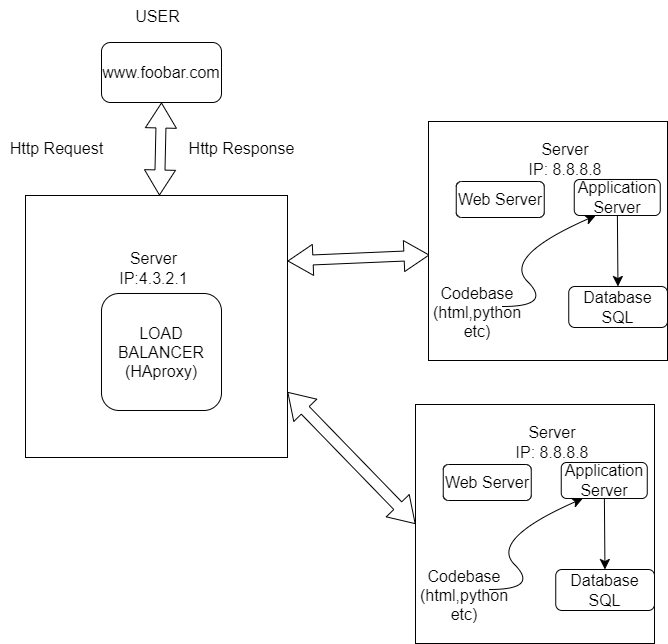 USER
www.foobar.com
Http Request
Http Response
Server
IP:4.3.2.1
LOAD
BALANCER
(HAproxy)
Server
IP: 8.8.8.8
Web Server
Application
Server
Codebase
(html,python
etc)
Database
SQL
Server
IP: 8.8.8.8
Web Server
Application
Server
Codebase
(html,python
etc)
Database
SQL